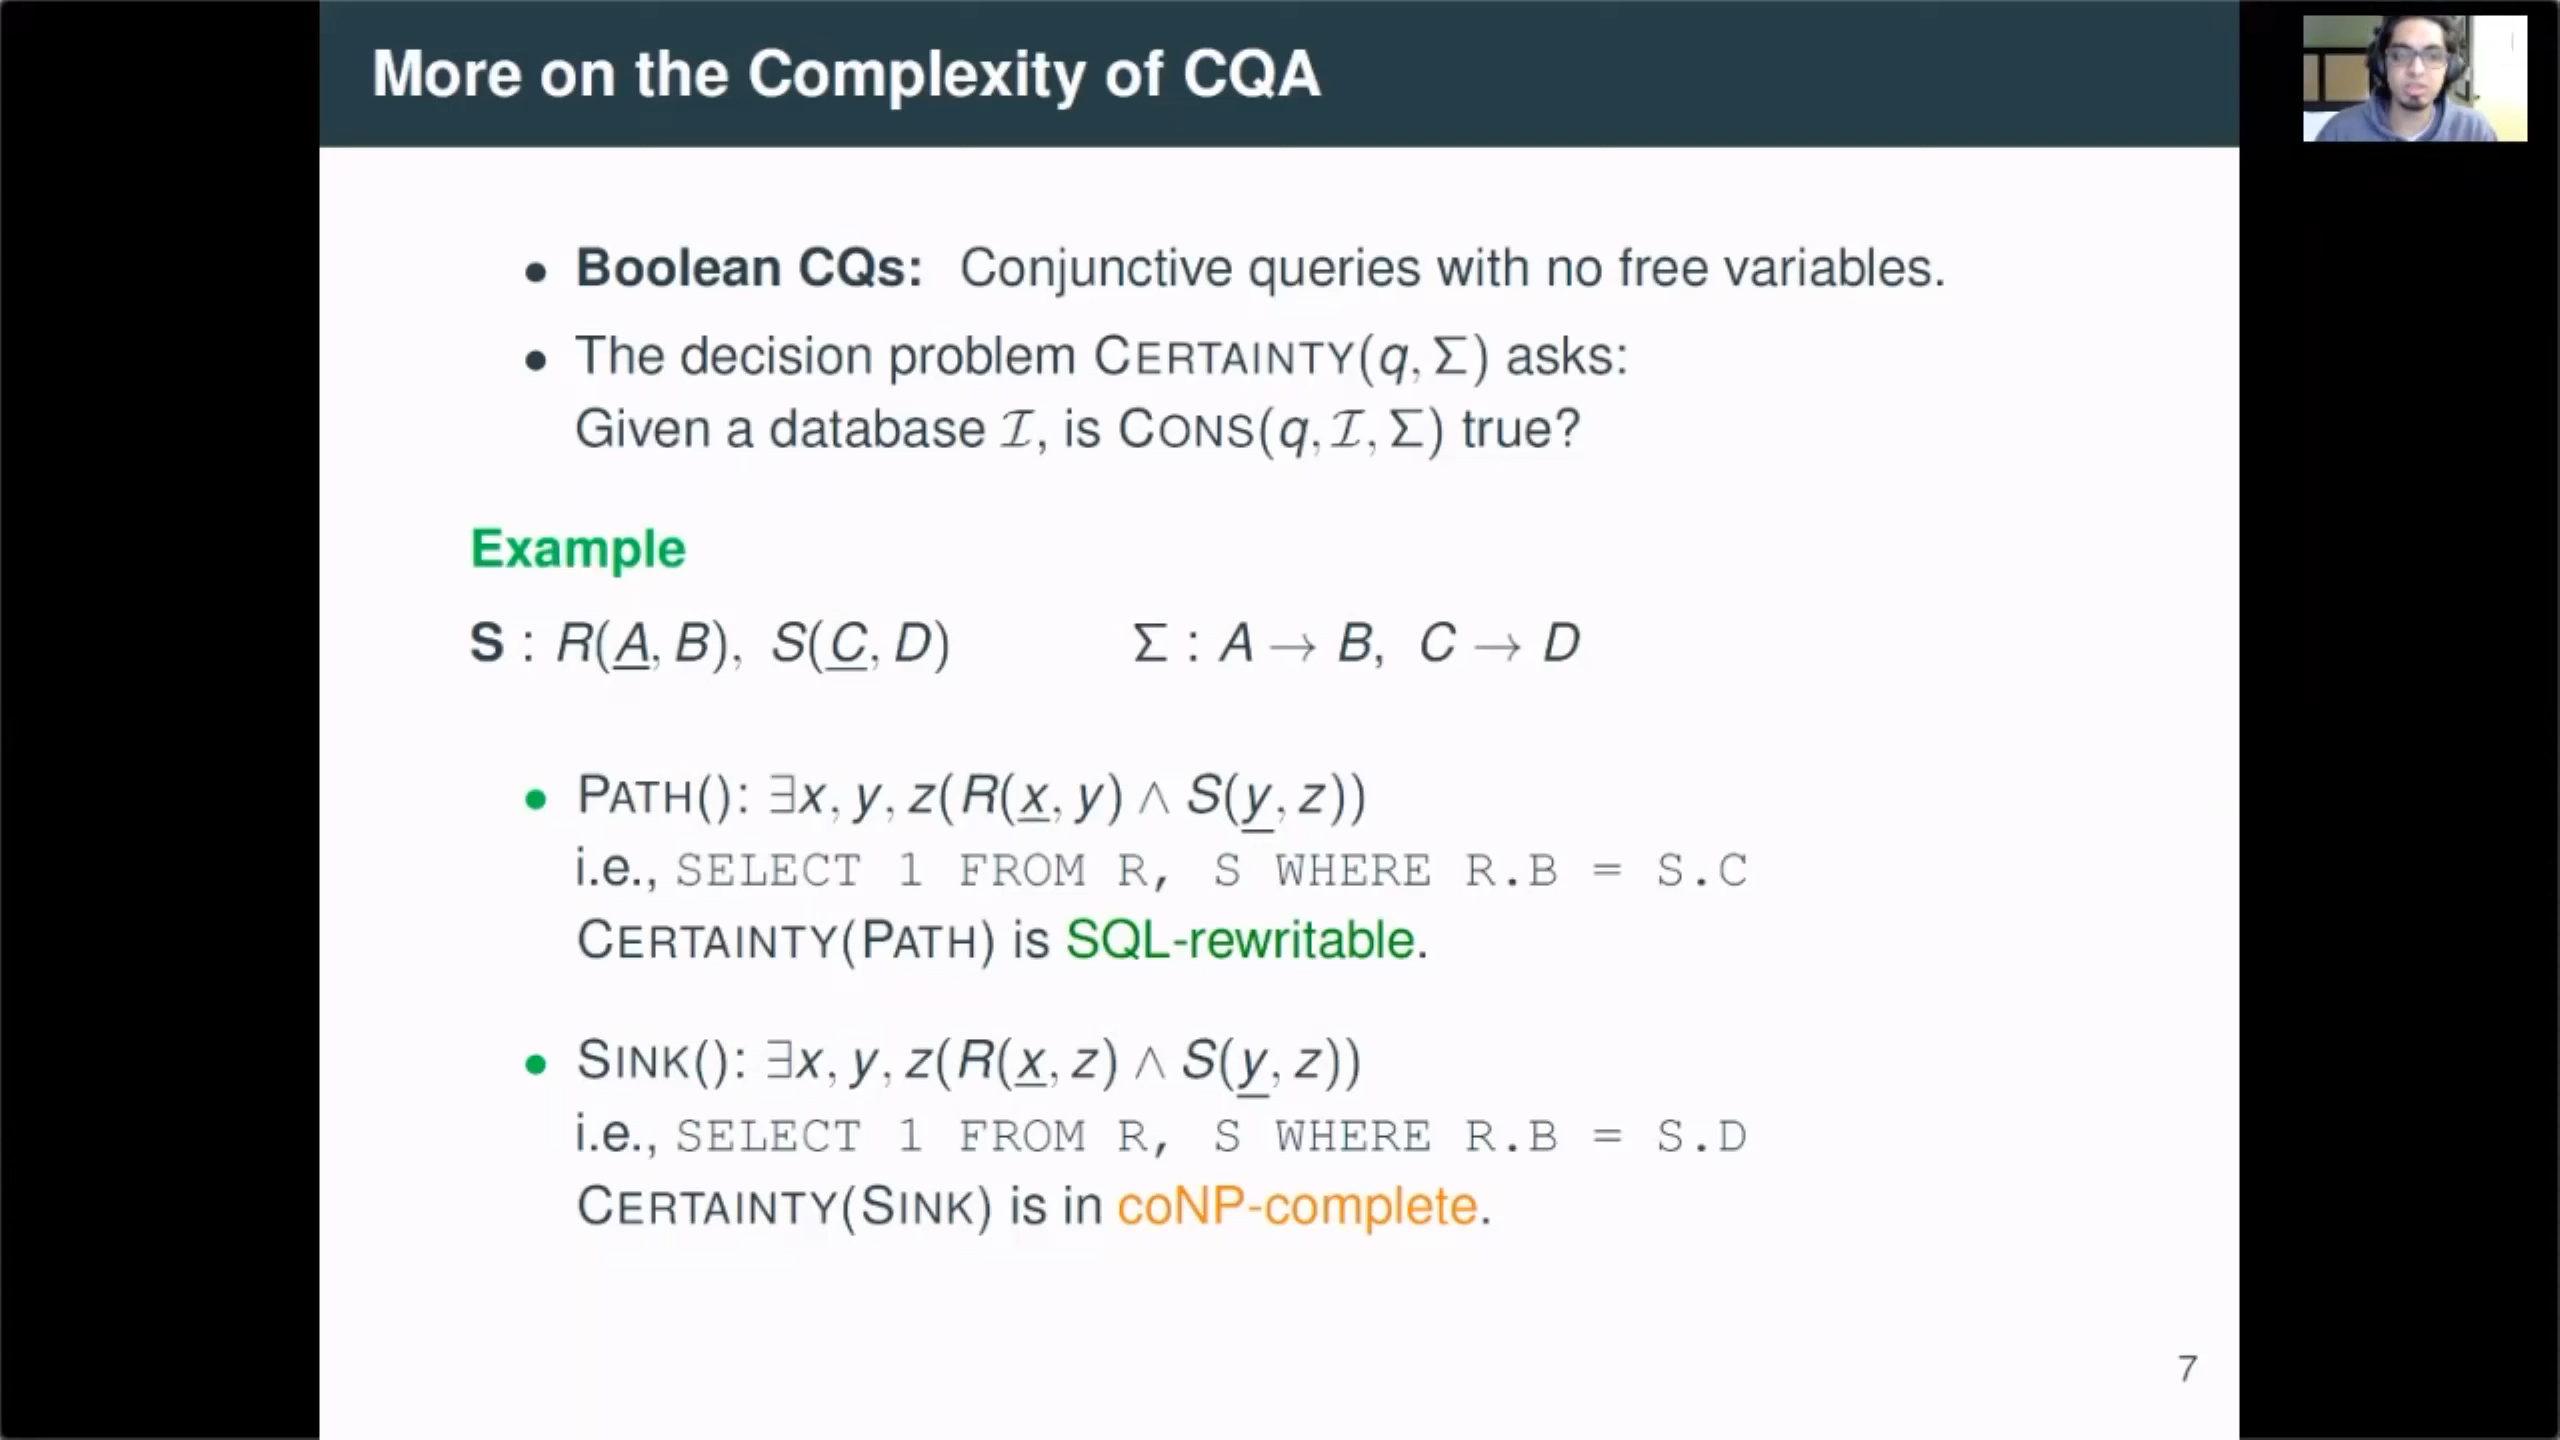 More on the Complexity of CQA
• Boolean CQs: Conjunctive queries with no free variables.
• The decision problem CERTAINTY(q, Σ) asks:
Given a database ℐ, is CONS(q, ℐ, Σ) true?
Example
S : R(A, B), S(C, D) Σ : A → B, C → D
• PATH(): ∃x, y, z(R(x, y) ∧ S(y, z))
i.e., SELECT 1 FROM R, S WHERE R.B = S.C
CERTAINTY(PATH) is SQL-rewritable.
• SINK(): ∃x, y, z(R(x, z) ∧ S(y, z))
i.e., SELECT 1 FROM R, S WHERE R.B = S.D
CERTAINTY(SINK) is in coNP-complete.
7